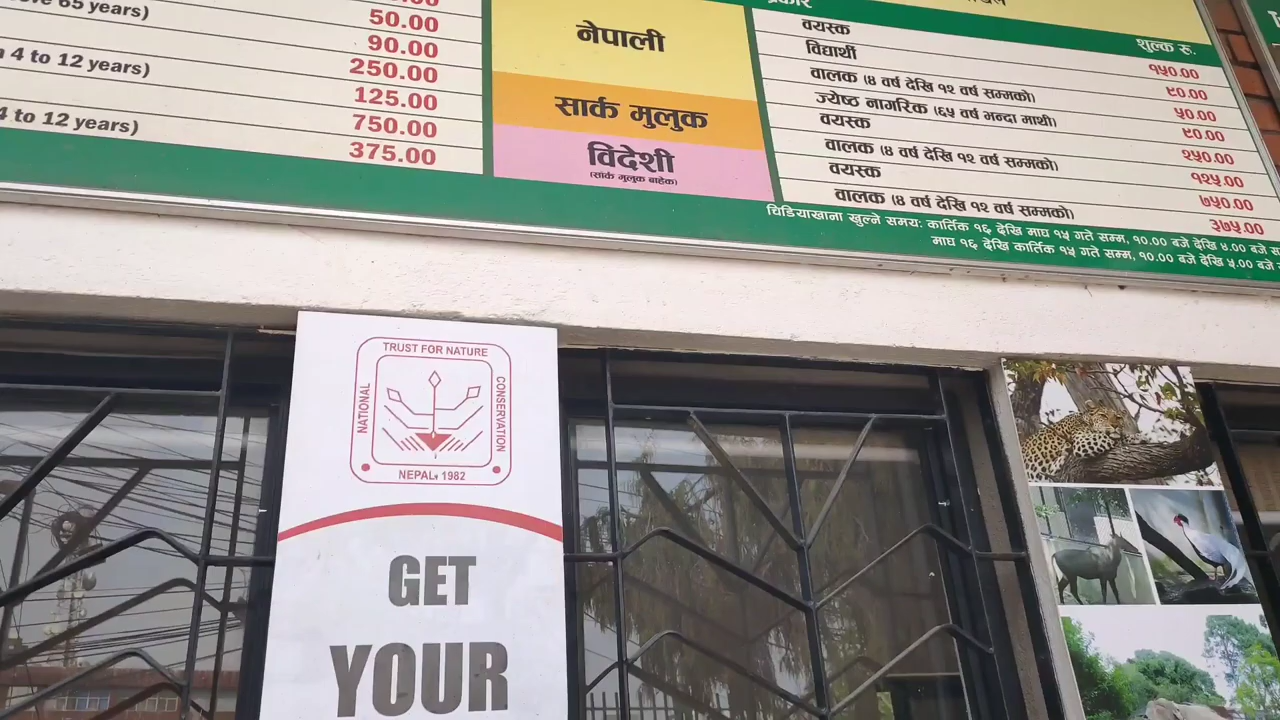 65 years)
50.00
90.00
4 to 12 years)
250.00
125.00
4 to 12 years)
750.00
375.00
नेपाली
सार्क मुलुक
विदेशी
(सार्क मुलुक बाहेक)
शुल्क रु.
वयस्क १५०.००
विद्यार्थी ९०.००
बालक (४ वर्ष देखि १२ वर्ष सम्मको) ५०.००
ज्येष्ठ नागरिक (६५ वर्ष भन्दा माथी) ९०.००
वयस्क २५०.००
बालक (४ वर्ष देखि १२ वर्ष सम्मको) १२५.००
वयस्क ७५०.००
बालक (४ वर्ष देखि १२ वर्ष सम्मको) ३७५.००
चिडियाखाना खुल्ने समय: कार्तिक १६ देखि माघ १५ गते सम्म, १०.०० बजे देखि ४.०० बजे
माघ १६ देखि कार्तिक १५ गते सम्म, १०.०० बजे देखि ५.०० बजे
NATIONAL TRUST FOR NATURE CONSERVATION
NEPAL, 1982
GET
YOUR